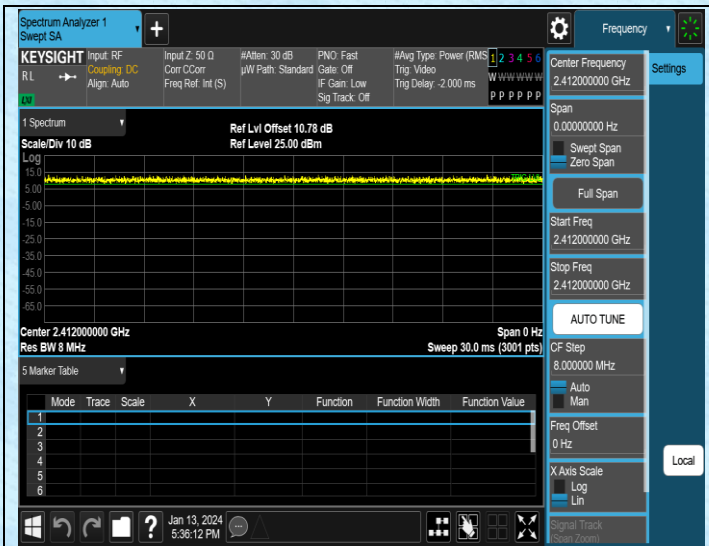 Spectrum Analyzer 1
Swept SA
Frequency
KEYSIGHT
RL
LXI
Input: RF
Coupling: DC
Align: Auto
Input Z: 50 Ω
Corr CCorr
Freq Ref: Int (S)
#Atten: 30 dB
µW Path: Standard
PNO: Fast
Gate: Off
IF Gain: Low
Sig Track: Off
#Avg Type: Power (RMS
Trig: Video
Trig Delay: -2.000 ms
1 2 3 4 5 6
W W W W W W
P P P P P P
Center Frequency
2.412000000 GHz
Settings
Span
0.00000000 Hz
Swept Span
Zero Span
Full Span
Start Freq
2.412000000 GHz
Stop Freq
2.412000000 GHz
AUTO TUNE
CF Step
8.000000 MHz
Auto
Man
Freq Offset
0 Hz
X Axis Scale
Log
Lin
Signal Track
(Span Zoom)
Local
1 Spectrum
Scale/Div 10 dB
Ref Lvl Offset 10.78 dB
Ref Level 25.00 dBm
Log
15.0
5.00
-5.00
-15.0
-25.0
-35.0
-45.0
-55.0
-65.0
Center 2.412000000 GHz
Span 0 Hz
Res BW 8 MHz
Sweep 30.0 ms (3001 pts)
5 Marker Table
Mode Trace Scale X Y Function Function Width Function Value
1
2
3
4
5
6
Jan 13, 2024
5:36:12 PM